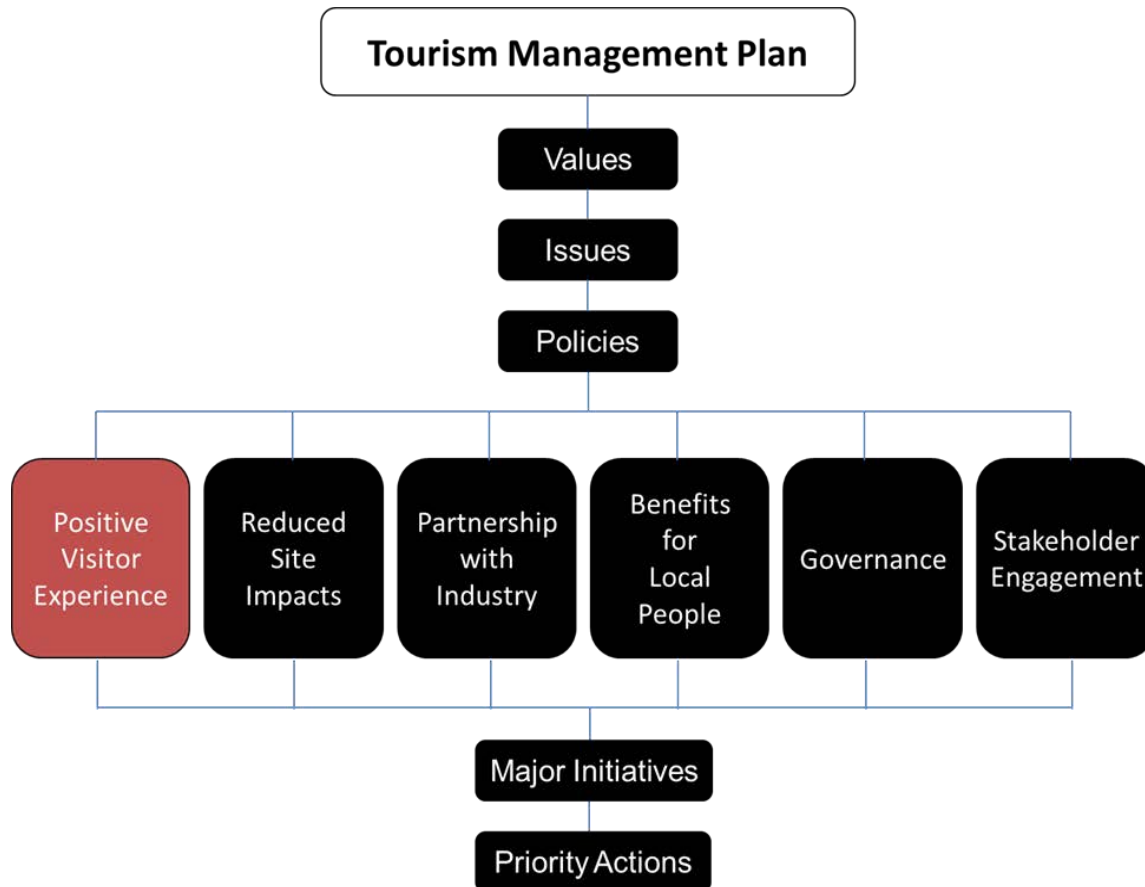 Tourism Management Plan
Values
Issues
Policies
Positive
Visitor
Experience
Reduced
Site
Impacts
Partnership
with
Industry
Benefits
for
Local
People
Governance
Stakeholder
Engagement
Major Initiatives
Priority Actions